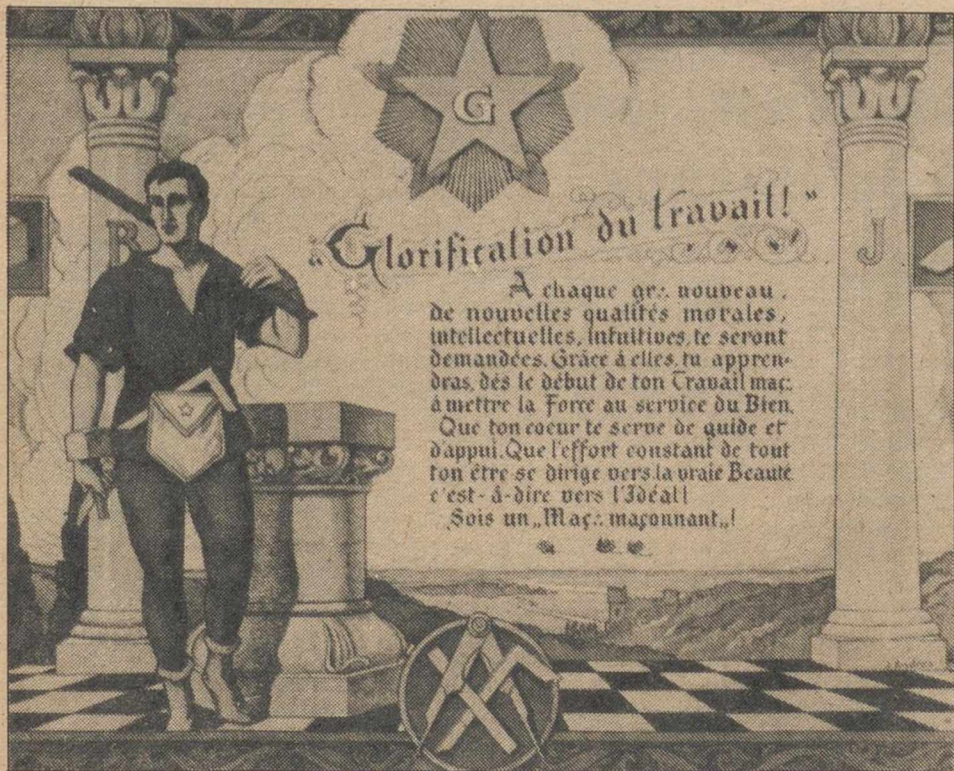 G
B
J
„Glorification du travail!"
A chaque gr∴ nouveau,
de nouvelles qualités morales,
intellectuelles, intuitives, te seront
demandées. Grâce à elles, tu appren-
dras, dès le début de ton Travail maç∴
à mettre la Force au service du Bien.
Que ton coeur te serve de guide et
d'appui. Que l'effort constant de tout
ton être se dirige vers la vraie Beauté
c'est-à-dire vers l'Idéal!
Sois un „Maç∴ maçonnant„!